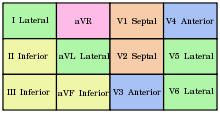 I Lateral aVR V1 Septal V4 Anterior
II Inferior aVL Lateral V2 Septal V5 Lateral
III Inferior aVF Inferior V3 Anterior V6 Lateral